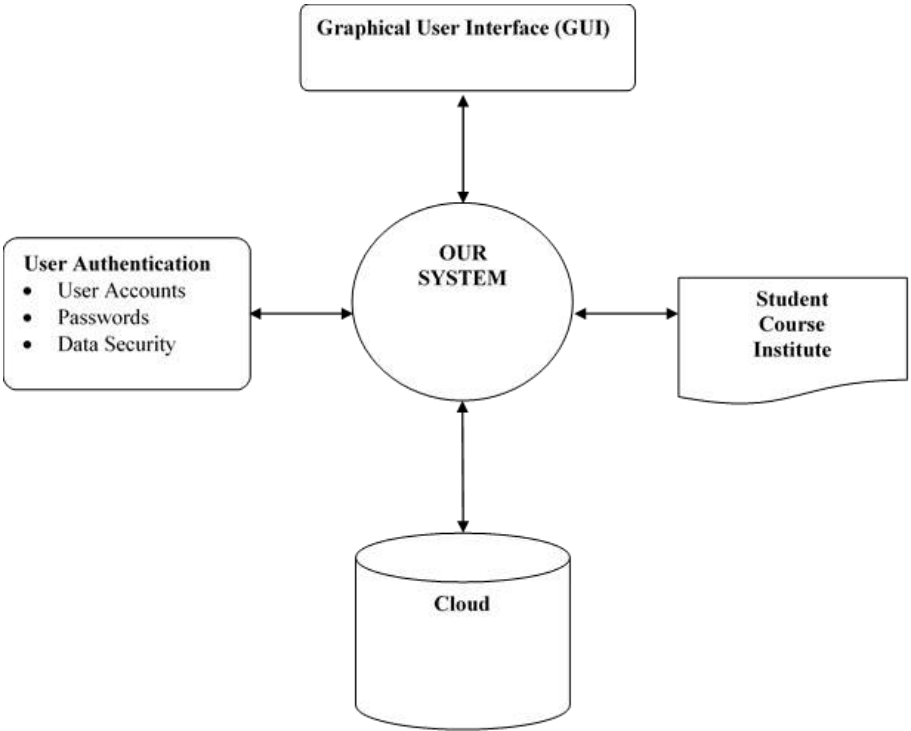 Graphical User Interface (GUI)
OUR
SYSTEM
User Authentication
• User Accounts
• Passwords
• Data Security
Student
Course
Institute
Cloud